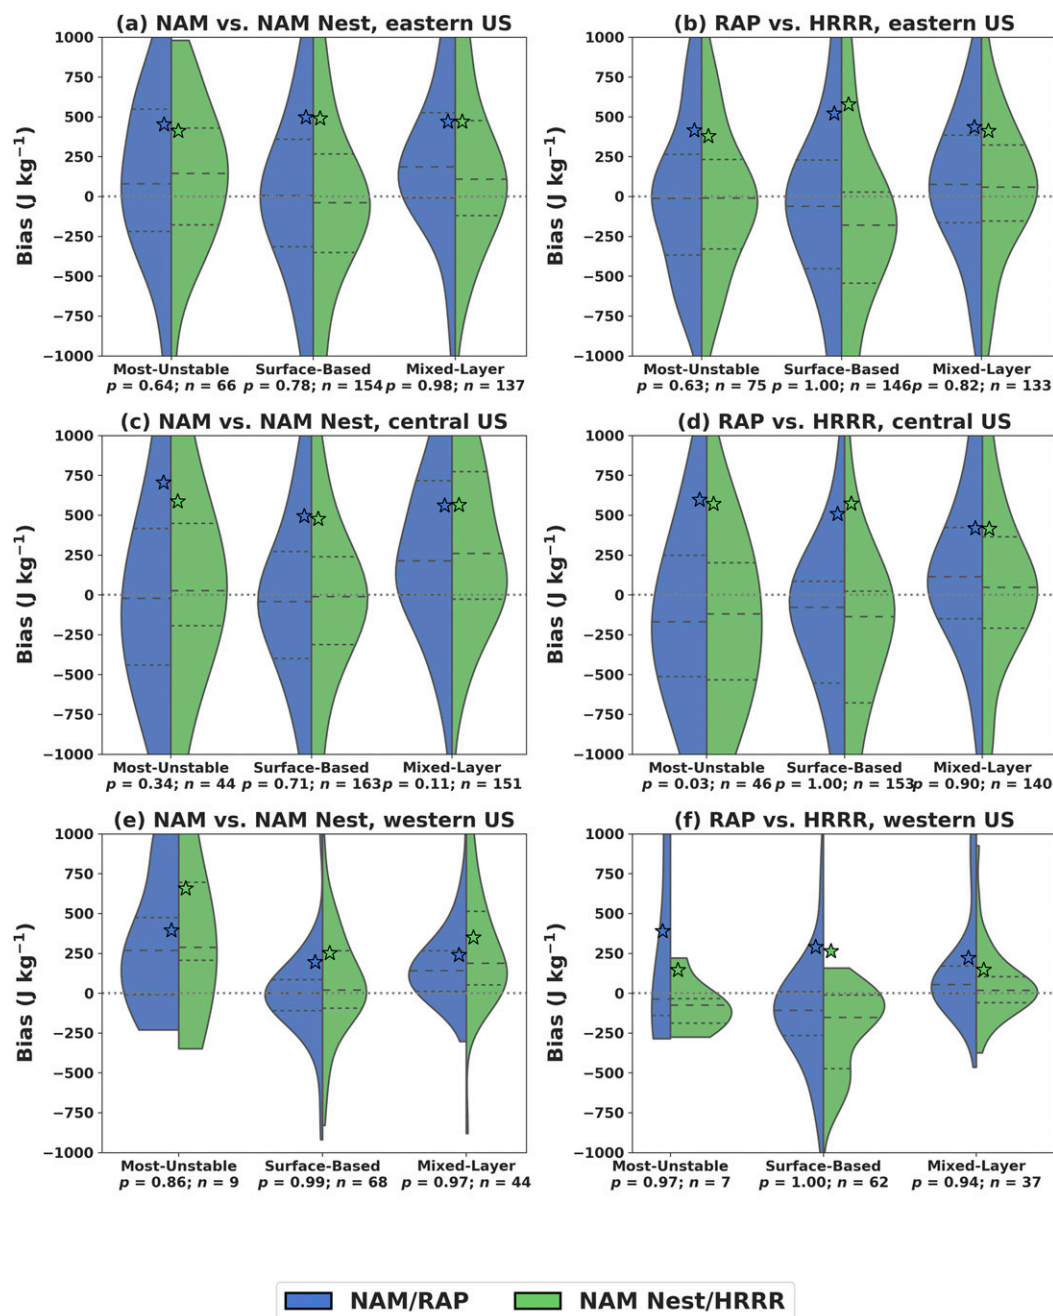 (a) NAM vs. NAM Nest, eastern US
Bias (J kg⁻¹)
1000
750
500
250
0
−250
−500
−750
−1000
Most-Unstable
p = 0.64; n = 66
Surface-Based
p = 0.78; n = 154
Mixed-Layer
p = 0.98; n = 137
(b) RAP vs. HRRR, eastern US
Bias (J kg⁻¹)
1000
750
500
250
0
−250
−500
−750
−1000
Most-Unstable
p = 0.63; n = 75
Surface-Based
p = 1.00; n = 146
Mixed-Layer
p = 0.82; n = 133
(c) NAM vs. NAM Nest, central US
Bias (J kg⁻¹)
1000
750
500
250
0
−250
−500
−750
−1000
Most-Unstable
p = 0.34; n = 44
Surface-Based
p = 0.71; n = 163
Mixed-Layer
p = 0.11; n = 151
(d) RAP vs. HRRR, central US
Bias (J kg⁻¹)
1000
750
500
250
0
−250
−500
−750
−1000
Most-Unstable
p = 0.03; n = 46
Surface-Based
p = 1.00; n = 153
Mixed-Layer
p = 0.90; n = 140
(e) NAM vs. NAM Nest, western US
Bias (J kg⁻¹)
1000
750
500
250
0
−250
−500
−750
−1000
Most-Unstable
p = 0.86; n = 9
Surface-Based
p = 0.99; n = 68
Mixed-Layer
p = 0.97; n = 44
(f) RAP vs. HRRR, western US
Bias (J kg⁻¹)
1000
750
500
250
0
−250
−500
−750
−1000
Most-Unstable
p = 0.97; n = 7
Surface-Based
p = 1.00; n = 62
Mixed-Layer
p = 0.94; n = 37
NAM/RAP
NAM Nest/HRRR